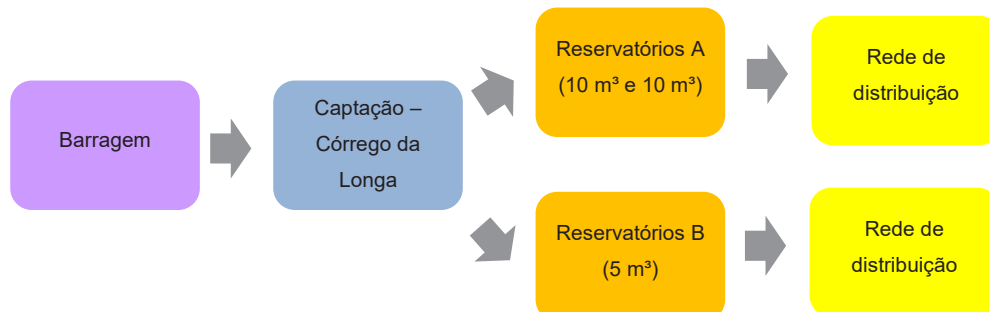 Barragem
Captação –
Córrego da
Longa
Reservatórios A
(10 m³ e 10 m³)
Rede de
distribuição
Reservatórios B
(5 m³)
Rede de
distribuição